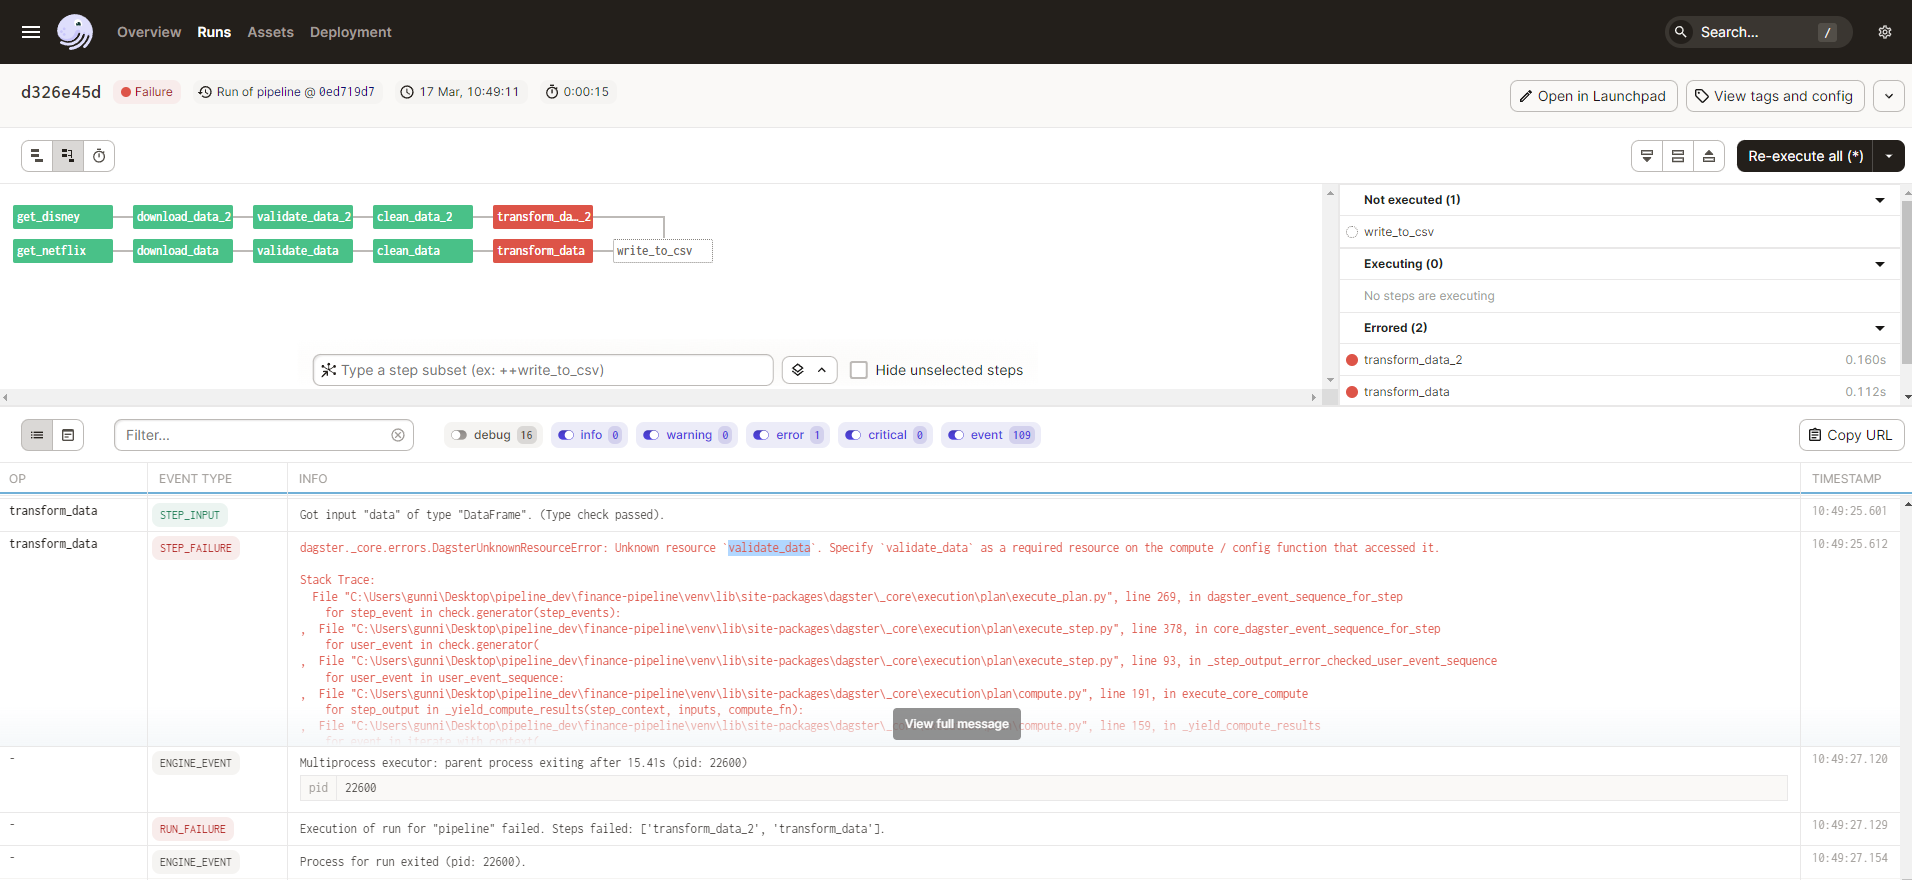 Overview Runs Assets Deployment Search... /
d326e45d Failure Run of pipeline @ 0ed719d7 17 Mar, 10:49:11 0:00:15 Open in Launchpad View tags and config
Re-execute all (*)
get_disney download_data_2 validate_data_2 clean_data_2 transform_da…_2
get_netflix download_data validate_data clean_data transform_data write_to_csv
Type a step subset (ex: ++write_to_csv) Hide unselected steps
Not executed (1)
write_to_csv
Executing (0)
No steps are executing
Errored (2)
transform_data_2 0.160s
transform_data 0.112s
Filter... debug 16 info 0 warning 0 error 1 critical 0 event 109 Copy URL
OP EVENT TYPE INFO TIMESTAMP
transform_data STEP_INPUT Got input "data" of type "DataFrame". (Type check passed). 10:49:25.601
transform_data STEP_FAILURE dagster._core.errors.DagsterUnknownResourceError: Unknown resource `validate_data`. Specify `validate_data` as a required resource on the compute / config function that accessed it. 10:49:25.612
Stack Trace:
File "C:\Users\gunni\Desktop\pipeline_dev\finance-pipeline\venv\lib\site-packages\dagster\_core\execution\plan\execute_plan.py", line 269, in dagster_event_sequence_for_step
for step_event in check.generator(step_events):
, File "C:\Users\gunni\Desktop\pipeline_dev\finance-pipeline\venv\lib\site-packages\dagster\_core\execution\plan\execute_step.py", line 378, in core_dagster_event_sequence_for_step
for user_event in check.generator(
, File "C:\Users\gunni\Desktop\pipeline_dev\finance-pipeline\venv\lib\site-packages\dagster\_core\execution\plan\execute_step.py", line 93, in _step_output_error_checked_user_event_sequence
for user_event in user_event_sequence:
, File "C:\Users\gunni\Desktop\pipeline_dev\finance-pipeline\venv\lib\site-packages\dagster\_core\execution\plan\compute.py", line 191, in execute_core_compute
for step_output in _yield_compute_results(step_context, inputs, compute_fn):
, File "C:\Users\gunni\Desktop\pipeline_dev\finance-pipeline\venv\lib\site-packages\dagster\_c View full message \compute.py", line 159, in _yield_compute_results
for event in iterate_with_context(
- ENGINE_EVENT Multiprocess executor: parent process exiting after 15.41s (pid: 22600) 10:49:27.120
pid 22600
- RUN_FAILURE Execution of run for "pipeline" failed. Steps failed: ['transform_data_2', 'transform_data']. 10:49:27.129
- ENGINE_EVENT Process for run exited (pid: 22600). 10:49:27.154